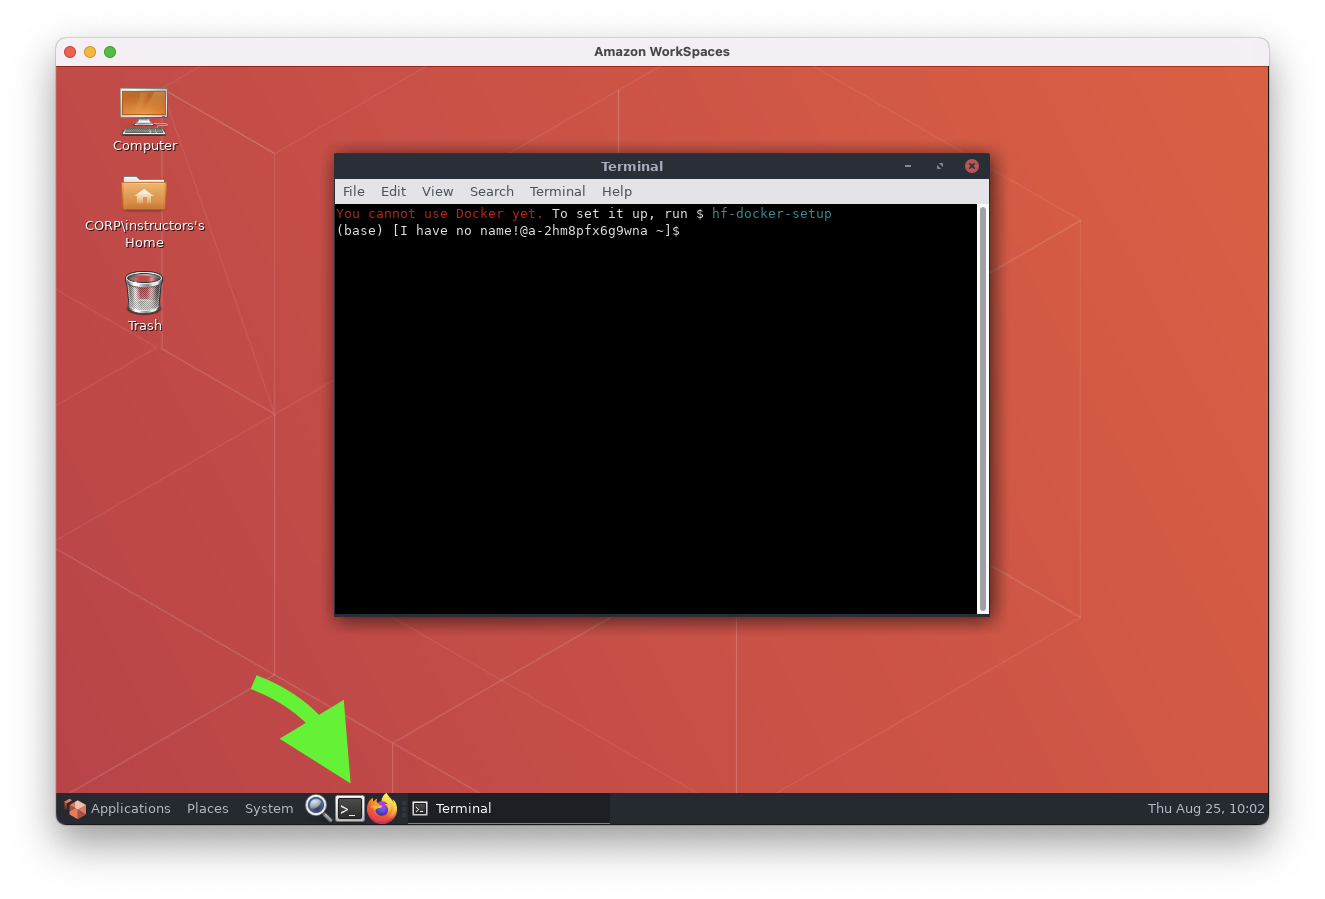 Amazon WorkSpaces
Computer
CORP\instructors's
Home
Trash
Terminal
File Edit View Search Terminal Help
You cannot use Docker yet. To set it up, run $ hf-docker-setup
(base) [I have no name!@a-2hm8pfx6g9wna ~]$
Applications Places System >_ Terminal Thu Aug 25, 10:02